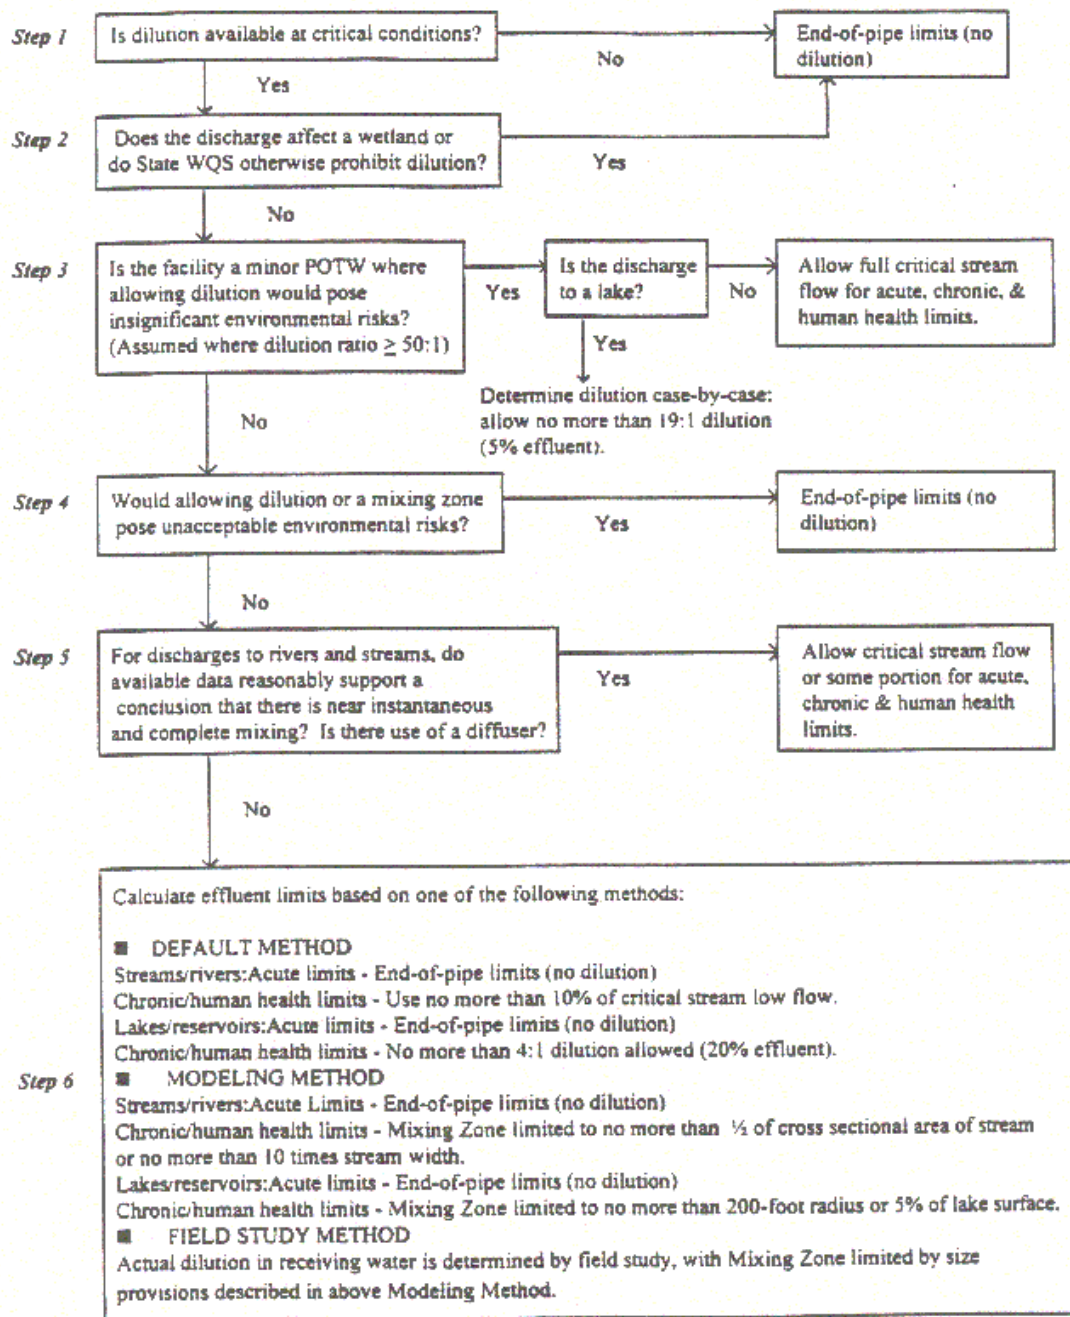 Step 1
Is dilution available at critical conditions?
No
End-of-pipe limits (no
dilution)
Yes
Step 2
Does the discharge affect a wetland or
do State WQS otherwise prohibit dilution?
Yes
No
Step 3
Is the facility a minor POTW where
allowing dilution would pose
insignificant environmental risks?
(Assumed where dilution ratio ≥ 50:1)
Yes
Is the discharge
to a lake?
No
Allow full critical stream
flow for acute, chronic, &
human health limits.
Yes
Determine dilution case-by-case:
allow no more than 19:1 dilution
(5% effluent).
No
Step 4
Would allowing dilution or a mixing zone
pose unacceptable environmental risks?
Yes
End-of-pipe limits (no
dilution)
No
Step 5
For discharges to rivers and streams, do
available data reasonably support a
conclusion that there is near instantaneous
and complete mixing? Is there use of a diffuser?
Yes
Allow critical stream flow
or some portion for acute,
chronic & human health
limits.
No
Step 6
Calculate effluent limits based on one of the following methods:
■ DEFAULT METHOD
Streams/rivers:Acute limits - End-of-pipe limits (no dilution)
Chronic/human health limits - Use no more than 10% of critical stream low flow.
Lakes/reservoirs:Acute limits - End-of-pipe limits (no dilution)
Chronic/human health limits - No more than 4:1 dilution allowed (20% effluent).
■ MODELING METHOD
Streams/rivers:Acute Limits - End-of-pipe limits (no dilution)
Chronic/human health limits - Mixing Zone limited to no more than ½ of cross sectional area of stream
or no more than 10 times stream width.
Lakes/reservoirs:Acute limits - End-of-pipe limits (no dilution)
Chronic/human health limits - Mixing Zone limited to no more than 200-foot radius or 5% of lake surface.
■ FIELD STUDY METHOD
Actual dilution in receiving water is determined by field study, with Mixing Zone limited by size
provisions described in above Modeling Method.